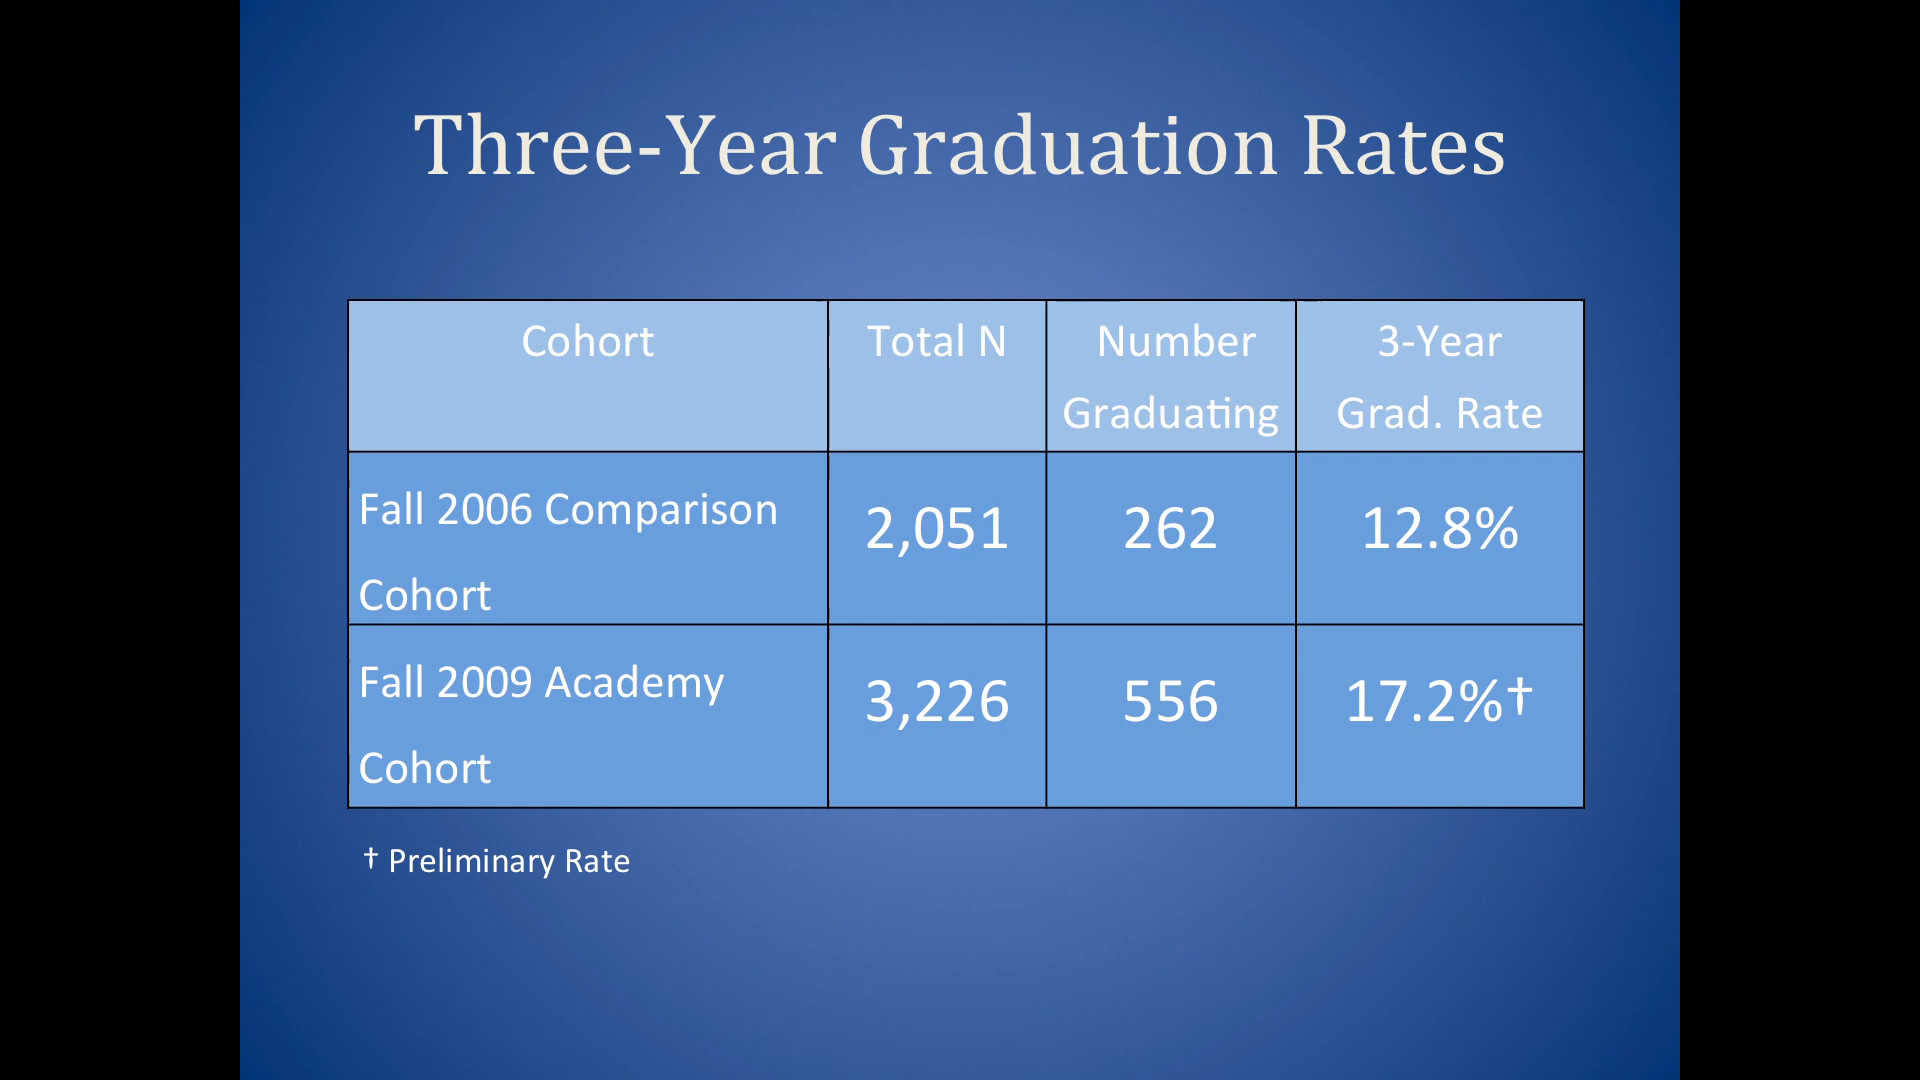 Three-Year Graduation Rates
Cohort
Total N
Number
Graduating
3-Year
Grad. Rate
Fall 2006 Comparison
Cohort
2,051
262
12.8%
Fall 2009 Academy
Cohort
3,226
556
17.2%†
† Preliminary Rate